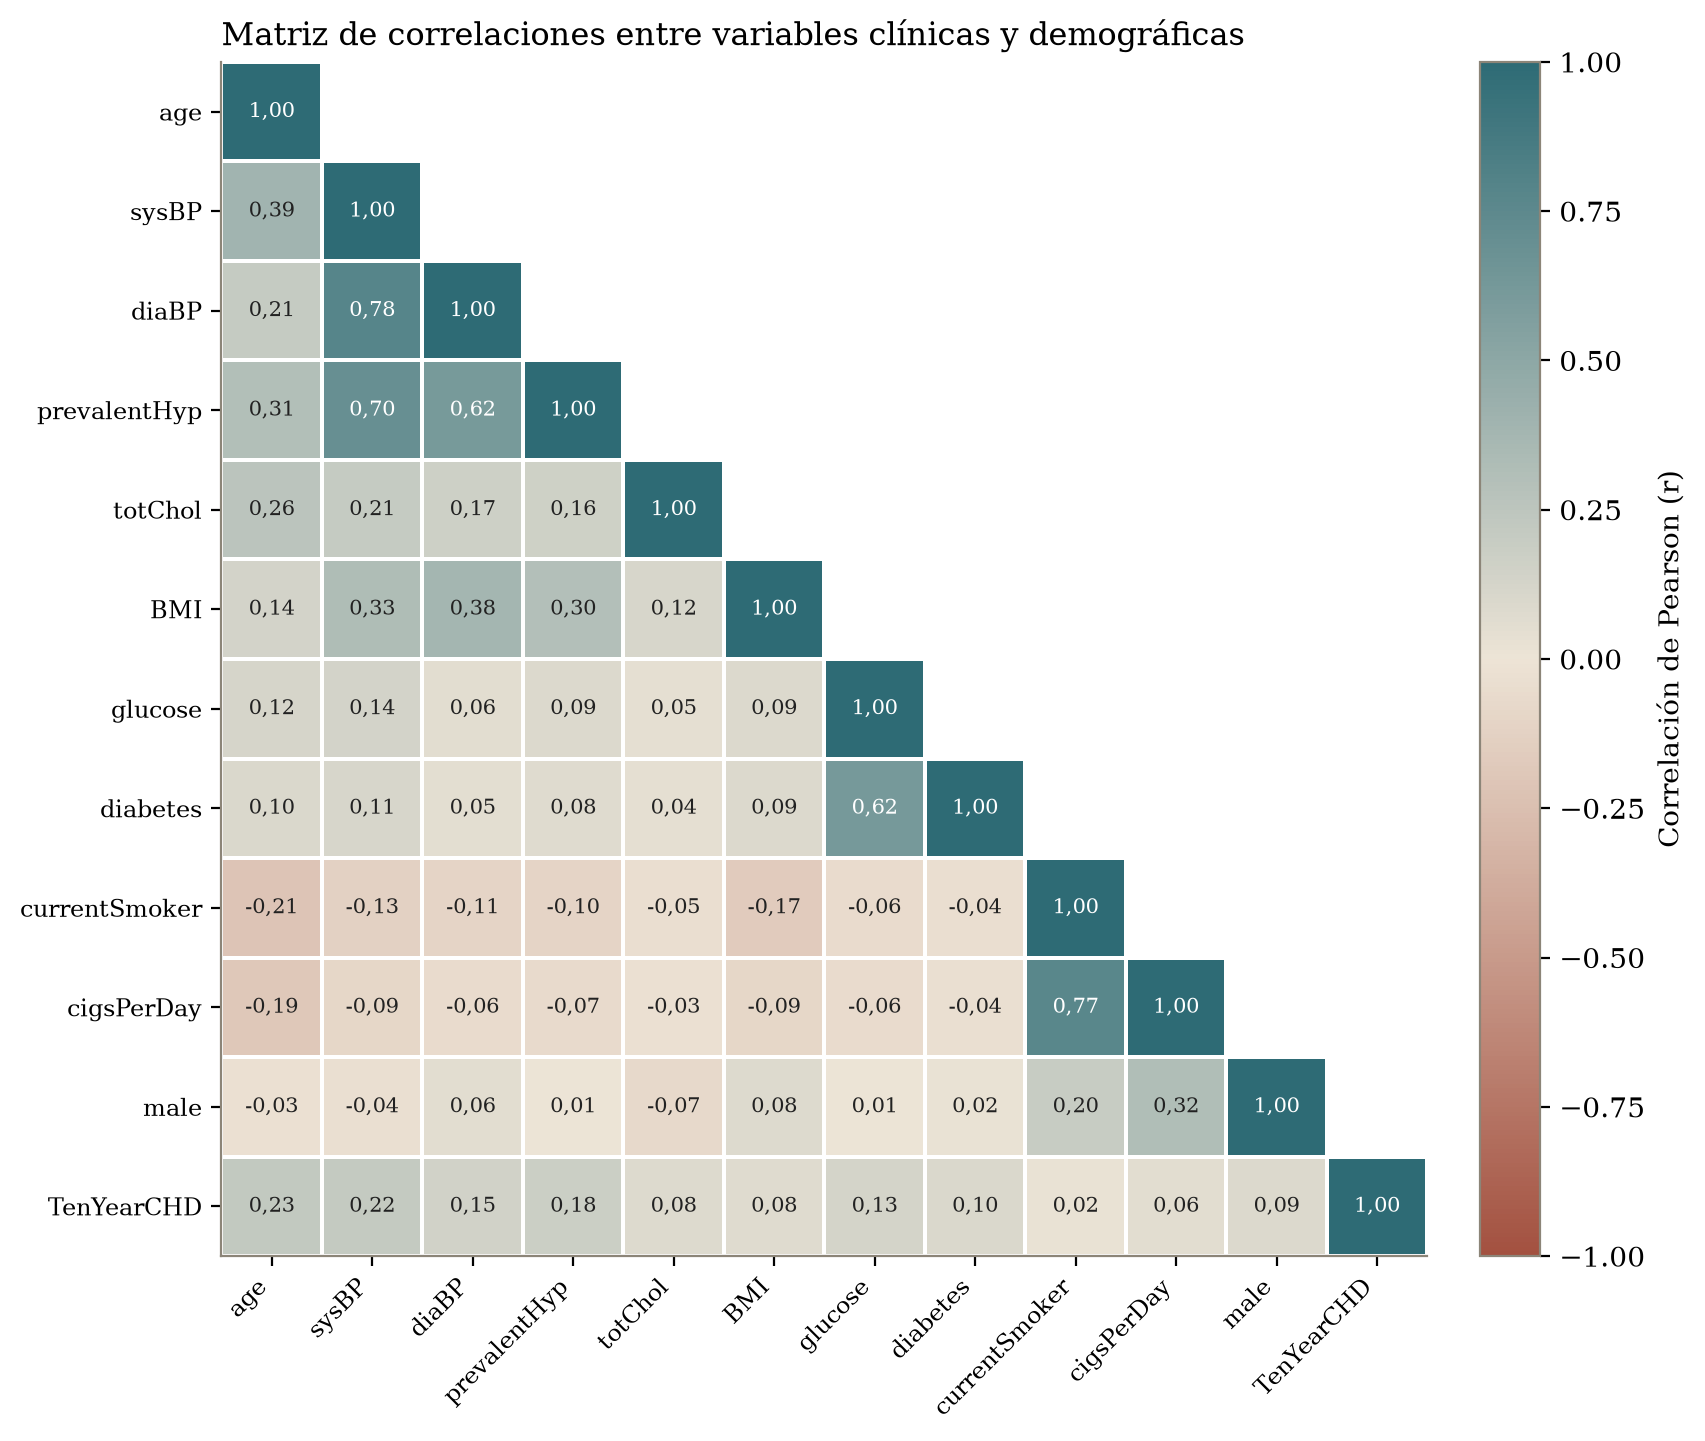 Matriz de correlaciones entre variables clínicas y demográficas
age 1,00
sysBP 0,39 1,00
diaBP 0,21 0,78 1,00
prevalentHyp 0,31 0,70 0,62 1,00
totChol 0,26 0,21 0,17 0,16 1,00
BMI 0,14 0,33 0,38 0,30 0,12 1,00
glucose 0,12 0,14 0,06 0,09 0,05 0,09 1,00
diabetes 0,10 0,11 0,05 0,08 0,04 0,09 0,62 1,00
currentSmoker -0,21 -0,13 -0,11 -0,10 -0,05 -0,17 -0,06 -0,04 1,00
cigsPerDay -0,19 -0,09 -0,06 -0,07 -0,03 -0,09 -0,06 -0,04 0,77 1,00
male -0,03 -0,04 0,06 0,01 -0,07 0,08 0,01 0,02 0,20 0,32 1,00
TenYearCHD 0,23 0,22 0,15 0,18 0,08 0,08 0,13 0,10 0,02 0,06 0,09 1,00
age sysBP diaBP prevalentHyp totChol BMI glucose diabetes currentSmoker cigsPerDay male TenYearCHD
1.00
0.75
0.50
0.25
0.00
−0.25
−0.50
−0.75
−1.00
Correlación de Pearson (r)